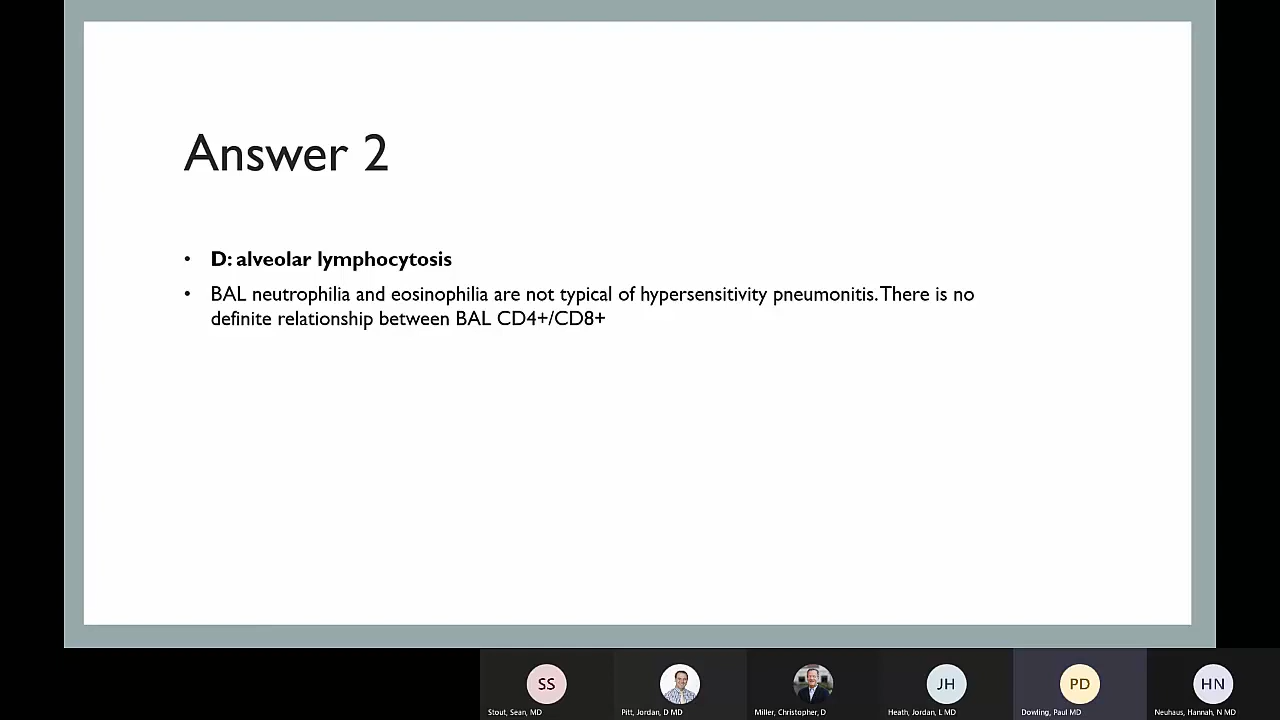 Answer 2
• D: alveolar lymphocytosis
• BAL neutrophilia and eosinophilia are not typical of hypersensitivity pneumonitis. There is no
definite relationship between BAL CD4+/CD8+
SS
JH
PD
HN
Stout, Sean, MD
Pitt, Jordan, D MD
Miller, Christopher, D
Heath, Jordan, L MD
Dowling, Paul MD
Neuhaus, Hannah, N MD